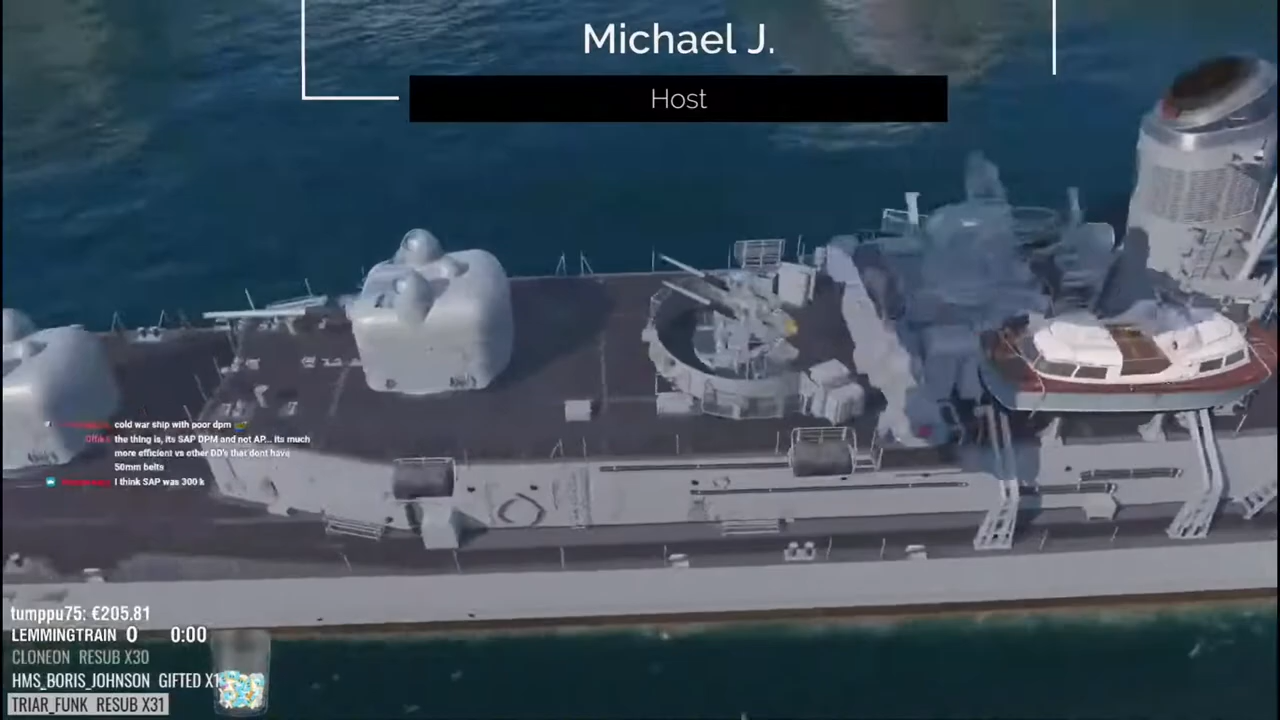 Michael J.
Host
cold war ship with poor dpm
the thing is, its SAP DPM and not AP... its much
more efficient vs other DD's that dont have
50mm belts
I think SAP was 300 k
tumppu75: €205.81
LEMMINGTRAIN 0 0:00
CLONEON RESUB X30
HMS_BORIS_JOHNSON GIFTED X1
TRIAR_FUNK RESUB X31